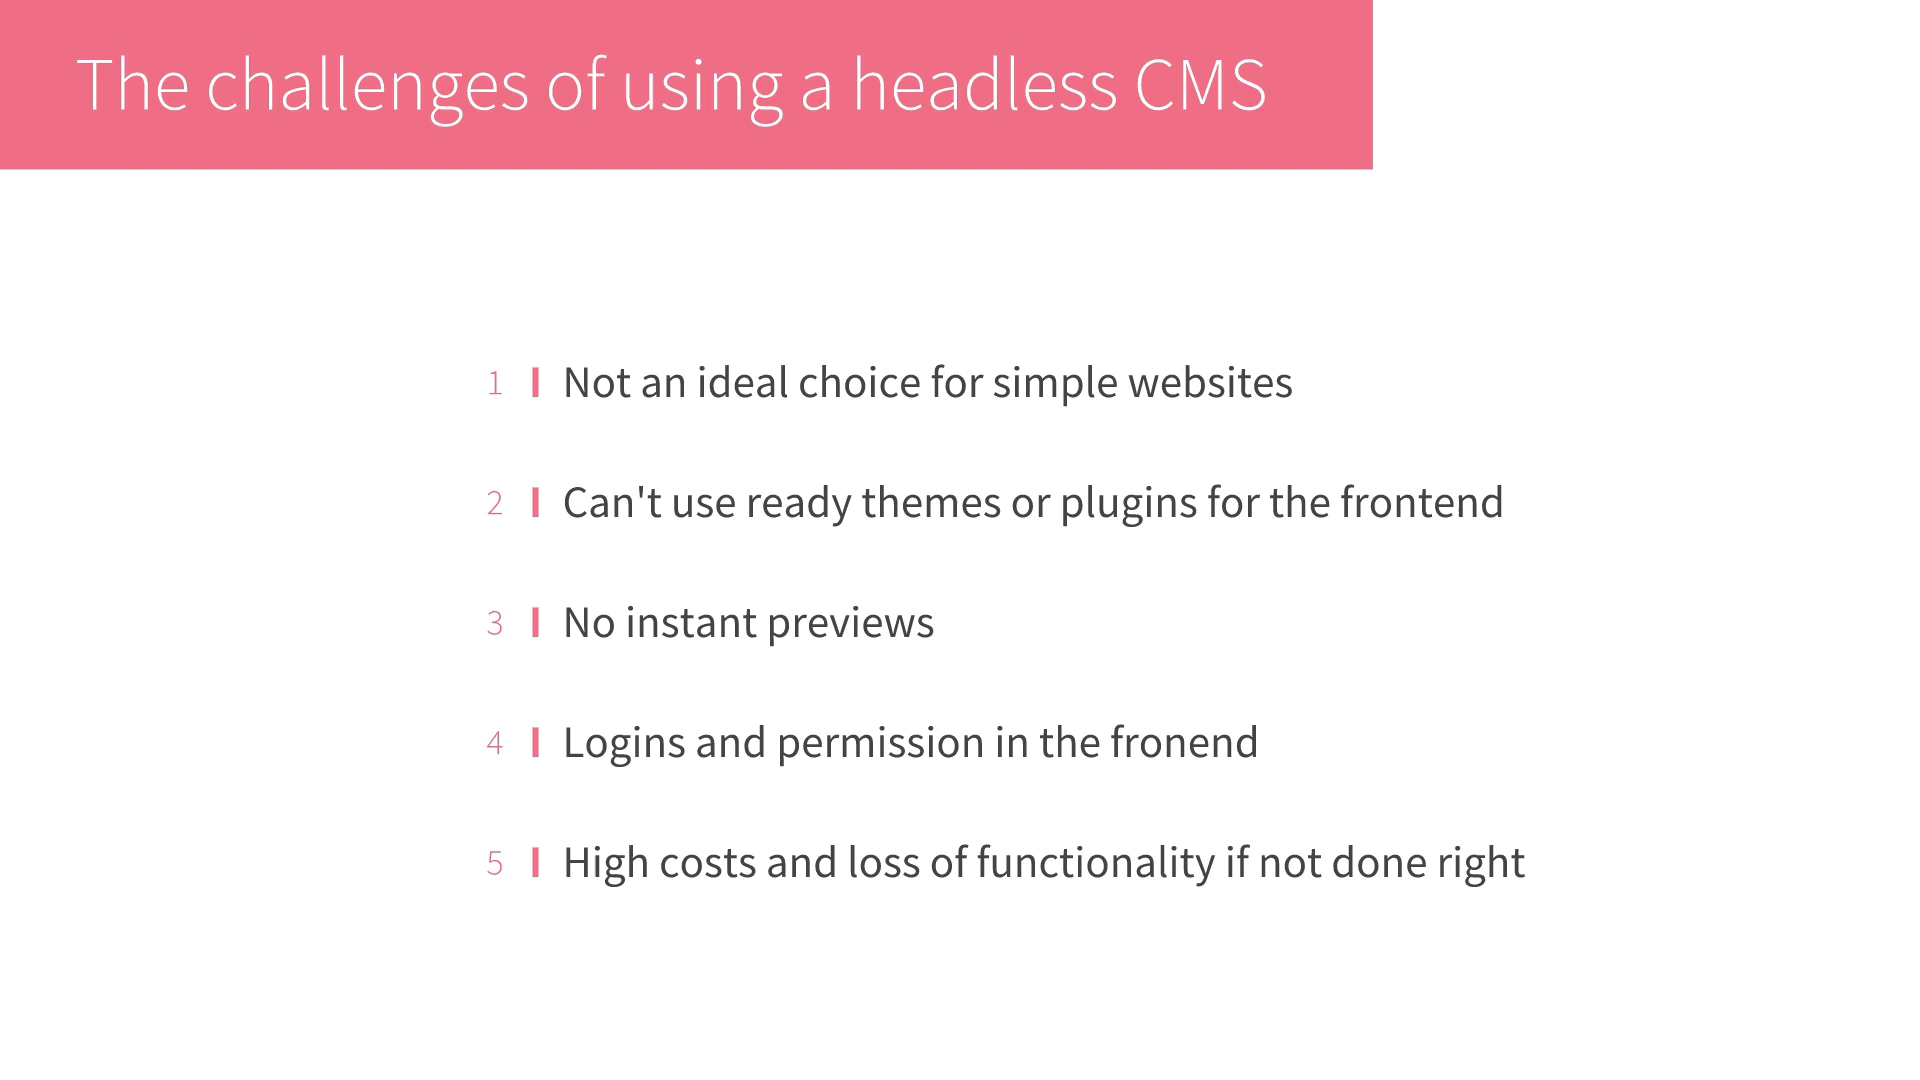 The challenges of using a headless CMS
1 Not an ideal choice for simple websites
2 Can't use ready themes or plugins for the frontend
3 No instant previews
4 Logins and permission in the fronend
5 High costs and loss of functionality if not done right